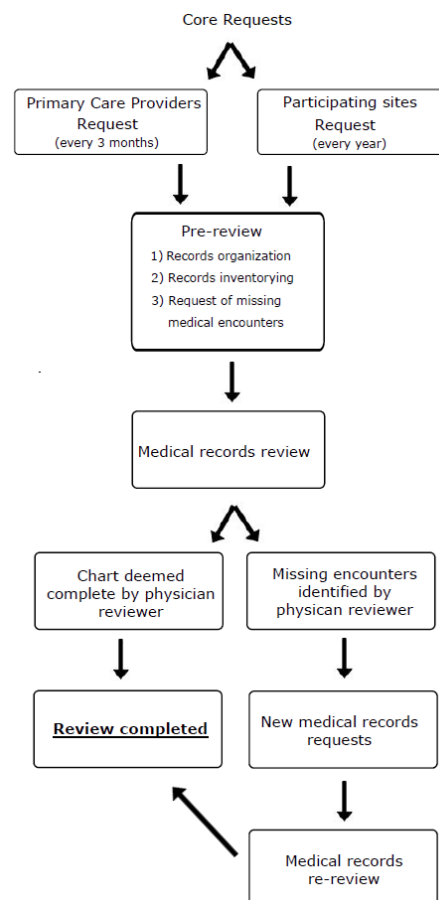 Core Requests
Primary Care Providers
Request
(every 3 months)
Participating sites
Request
(every year)
Pre-review
1) Records organization
2) Records inventorying
3) Request of missing
medical encounters
Medical records review
Chart deemed
complete by physician
reviewer
Missing encounters
identified by
physican reviewer
Review completed
New medical records
requests
Medical records
re-review